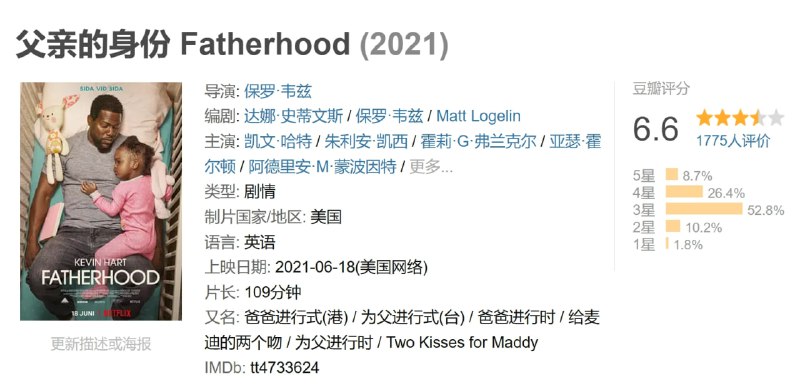 父亲的身份 Fatherhood (2021)
SIDA VID SIDA
KEVIN HART
FATHERHOOD
18 JUNI NETFLIX
更新描述或海报
导演: 保罗·韦兹
编剧: 达娜·史蒂文斯 / 保罗·韦兹 / Matt Logelin
主演: 凯文·哈特 / 朱利安·凯西 / 霍莉·G·弗兰克尔 / 亚瑟·霍
尔顿 / 阿德里安·M·蒙波因特 / 更多...
类型: 剧情
制片国家/地区: 美国
语言: 英语
上映日期: 2021-06-18(美国网络)
片长: 109分钟
又名: 爸爸进行式(港) / 为父进行式(台) / 爸爸进行时 / 给麦
迪的两个吻 / 为父进行时 / Two Kisses for Maddy
IMDb: tt4733624
豆瓣评分
6.6
1775人评价
5星 8.7%
4星 26.4%
3星 52.8%
2星 10.2%
1星 1.8%